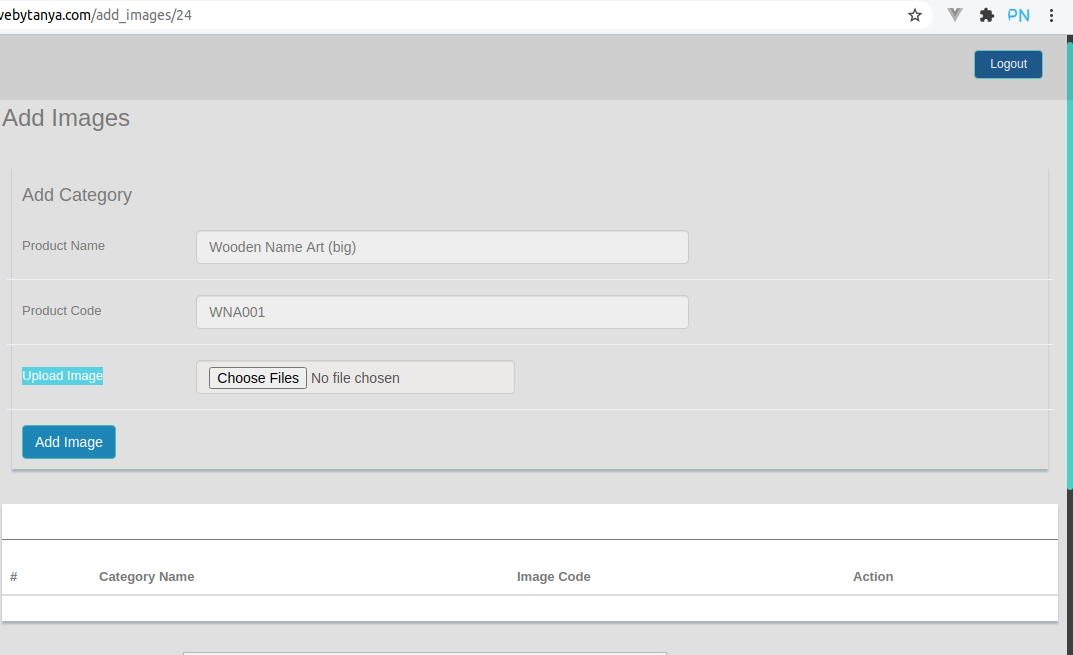 vebytanya.com/add_images/24
PN
Logout
Add Images
Add Category
Product Name
Wooden Name Art (big)
Product Code
WNA001
Upload Image
Choose Files No file chosen
Add Image
# Category Name Image Code Action